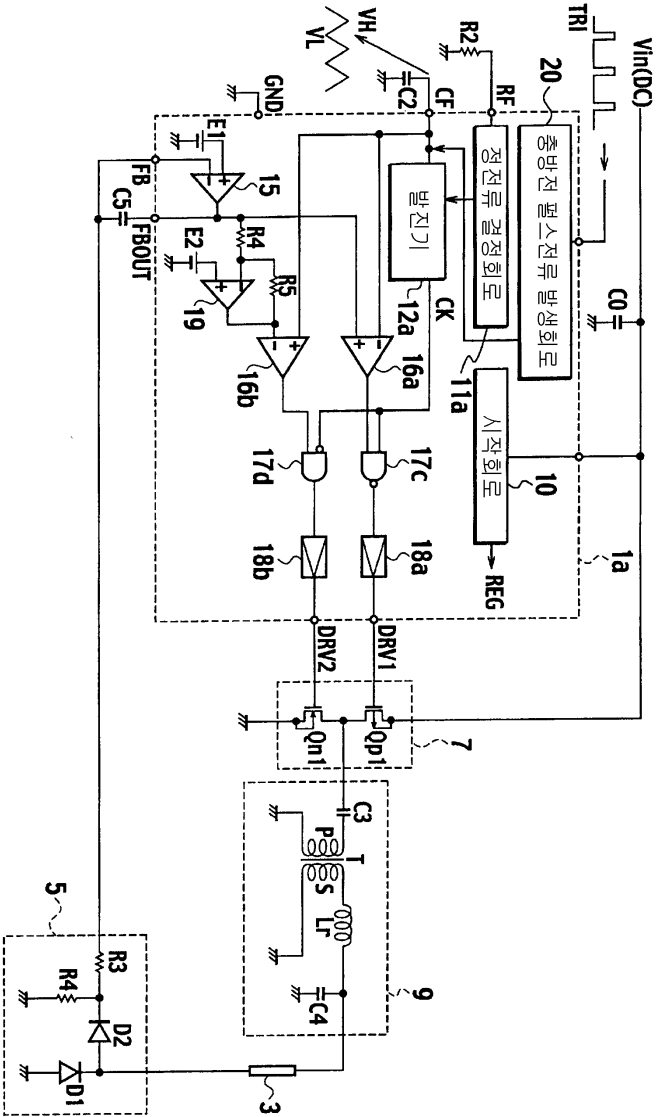 Vin(DC)
TRI
20
충방전 펄스전류 발생회로
C0
RF
R2
정전류 결정회로
11a
시작회로
10
REG
1a
VH
VL
CF
C2
발진기
12a
CK
GND
16a
17c
18a
DRV1
Qp1
7
E1
15
FB
C5
FBOUT
R4
R5
E2
19
16b
17d
18b
DRV2
Qn1
C3
P
T
S
Lr
C4
9
5
R3
R4
D2
D1
3